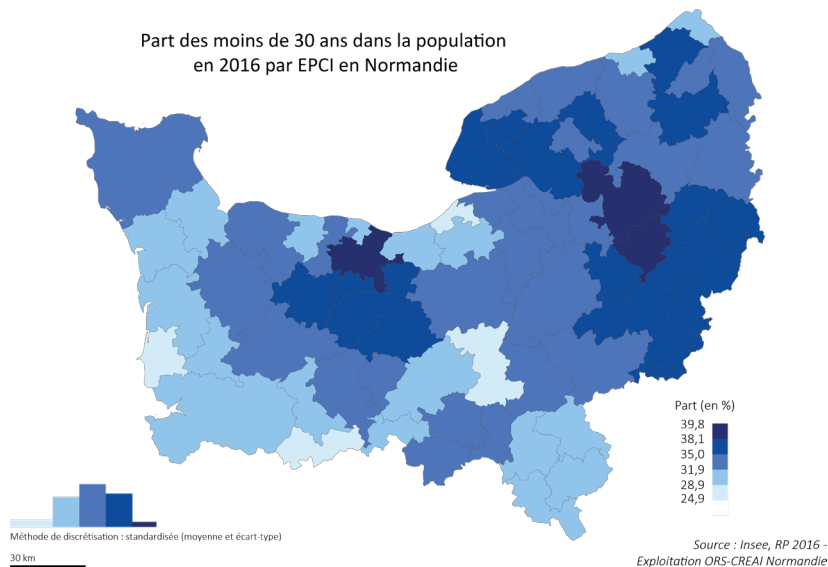 Part des moins de 30 ans dans la population
en 2016 par EPCI en Normandie
Part (en %)
39,8
38,1
35,0
31,9
28,9
24,9
Méthode de discrétisation : standardisée (moyenne et écart-type)
30 km
Source : Insee, RP 2016 -
Exploitation ORS-CREAI Normandie